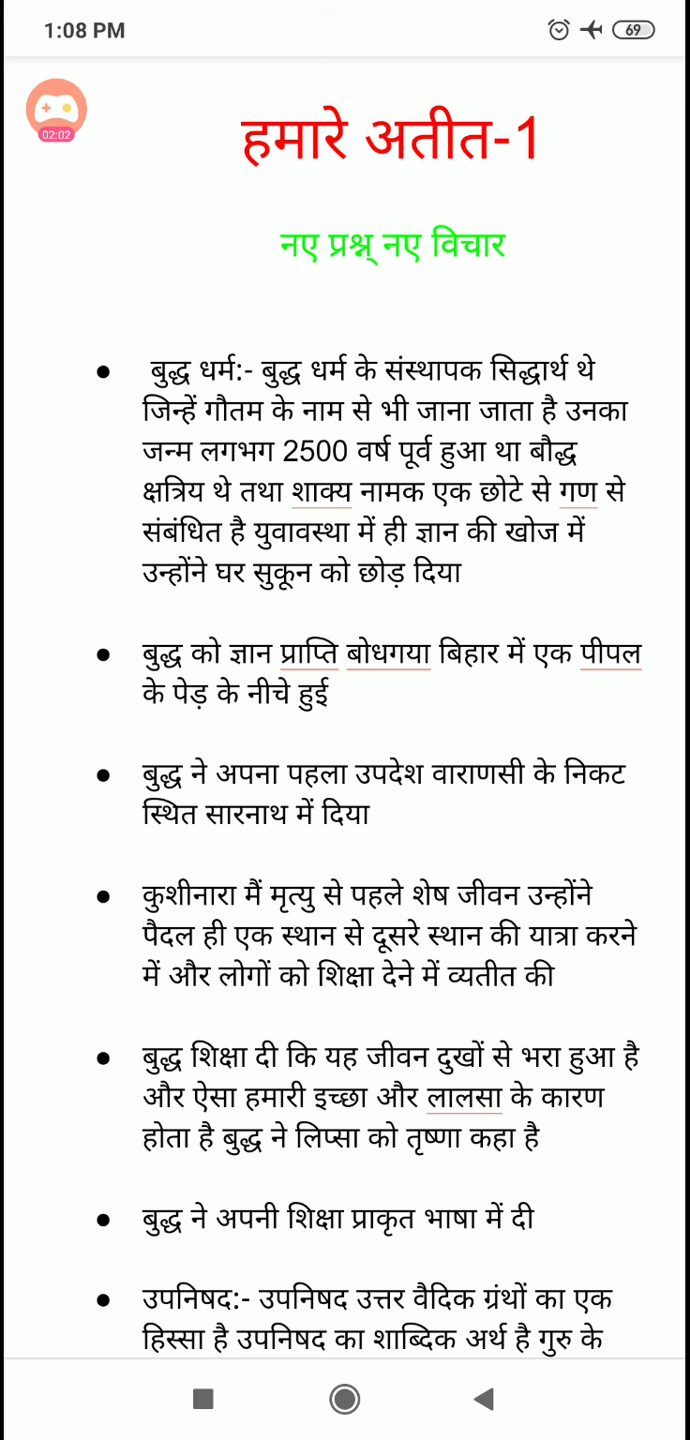 1:08 PM
69
02:02
हमारे अतीत-1
नए प्रश्न् नए विचार
● बुद्ध धर्म:- बुद्ध धर्म के संस्थापक सिद्धार्थ थे
जिन्हें गौतम के नाम से भी जाना जाता है उनका
जन्म लगभग 2500 वर्ष पूर्व हुआ था बौद्ध
क्षत्रिय थे तथा शाक्य नामक एक छोटे से गण से
संबंधित है युवावस्था में ही ज्ञान की खोज में
उन्होंने घर सुकून को छोड़ दिया
● बुद्ध को ज्ञान प्राप्ति बोधगया बिहार में एक पीपल
के पेड़ के नीचे हुई
● बुद्ध ने अपना पहला उपदेश वाराणसी के निकट
स्थित सारनाथ में दिया
● कुशीनारा मैं मृत्यु से पहले शेष जीवन उन्होंने
पैदल ही एक स्थान से दूसरे स्थान की यात्रा करने
में और लोगों को शिक्षा देने में व्यतीत की
● बुद्ध शिक्षा दी कि यह जीवन दुखों से भरा हुआ है
और ऐसा हमारी इच्छा और लालसा के कारण
होता है बुद्ध ने लिप्सा को तृष्णा कहा है
● बुद्ध ने अपनी शिक्षा प्राकृत भाषा में दी
● उपनिषद:- उपनिषद उत्तर वैदिक ग्रंथों का एक
हिस्सा है उपनिषद का शाब्दिक अर्थ है गुरु के